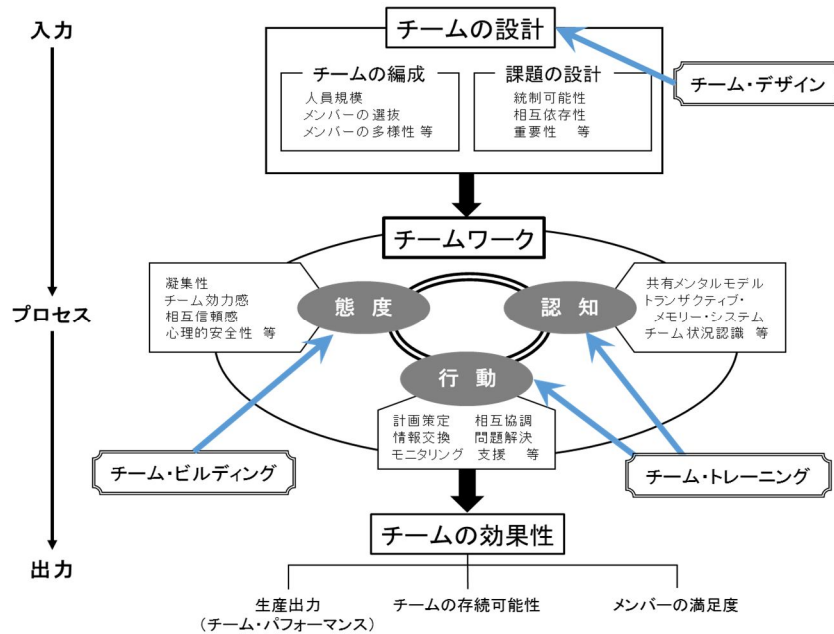 入力
チームの設計
チームの編成
人員規模
メンバーの選抜
メンバーの多様性 等
課題の設計
統制可能性
相互依存性
重要性 等
チーム・デザイン
チームワーク
プロセス
凝集性
チーム効力感
相互信頼感
心理的安全性 等
態度
認知
共有メンタルモデル
トランザクティブ・
メモリー・システム
チーム状況認識 等
行動
計画策定 相互協調
情報交換 問題解決
モニタリング 支援 等
チーム・ビルディング
チーム・トレーニング
チームの効果性
出力
生産出力
(チーム・パフォーマンス)
チームの存続可能性
メンバーの満足度